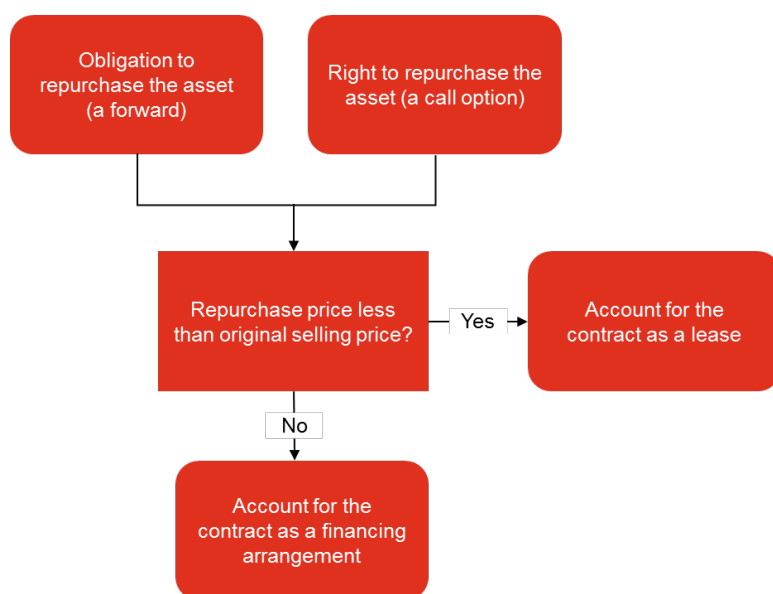 Obligation to
repurchase the asset
(a forward)
Right to repurchase the
asset (a call option)
Repurchase price less
than original selling price?
Yes
Account for the
contract as a lease
No
Account for the
contract as a financing
arrangement